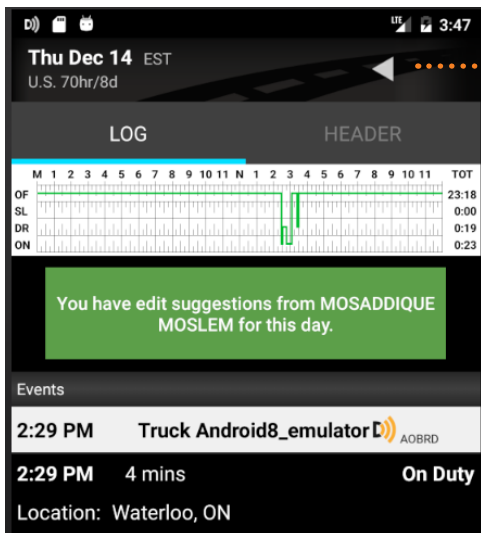 D)) LTE 3:47
Thu Dec 14 EST
U.S. 70hr/8d
LOG HEADER
M 1 2 3 4 5 6 7 8 9 10 11 N 1 2 3 4 5 6 7 8 9 10 11 TOT
OF 23:18
SL 0:00
DR 0:19
ON 0:23
You have edit suggestions from MOSADDIQUE
MOSLEM for this day.
Events
2:29 PM Truck Android8_emulator D)) AOBRD
2:29 PM 4 mins On Duty
Location: Waterloo, ON